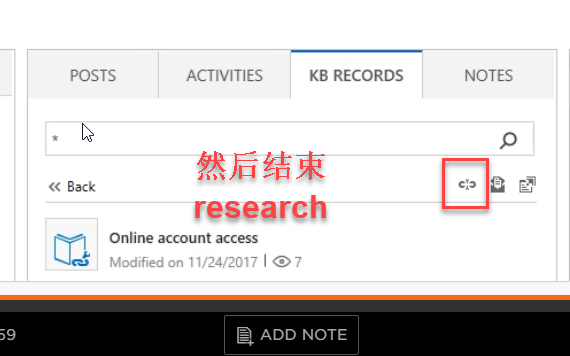 POSTS ACTIVITIES KB RECORDS NOTES
*
然后结束
research
Back
Online account access
Modified on 11/24/2017 | 7
59 ADD NOTE